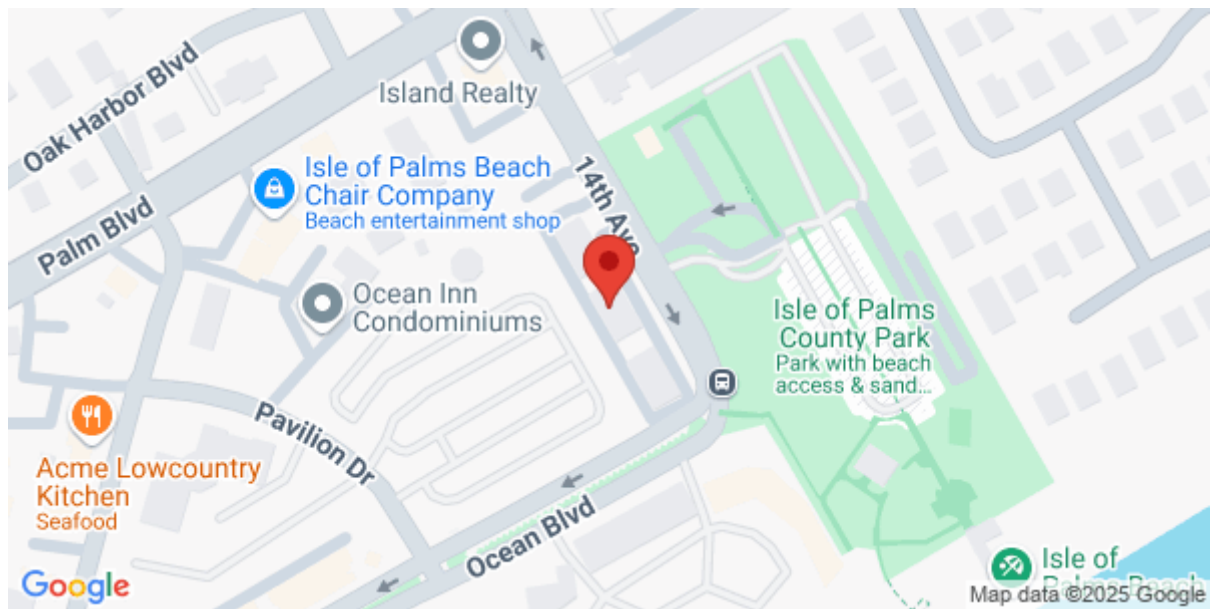 Oak Harbor Blvd
Island Realty
Isle of Palms Beach
Chair Company
Beach entertainment shop
14th Ave
Palm Blvd
Ocean Inn
Condominiums
Isle of Palms
County Park
Park with beach
access & sand...
Pavilion Dr
Acme Lowcountry
Kitchen
Seafood
Ocean Blvd
Isle of
Palms Beach
Google
Map data ©2025 Google